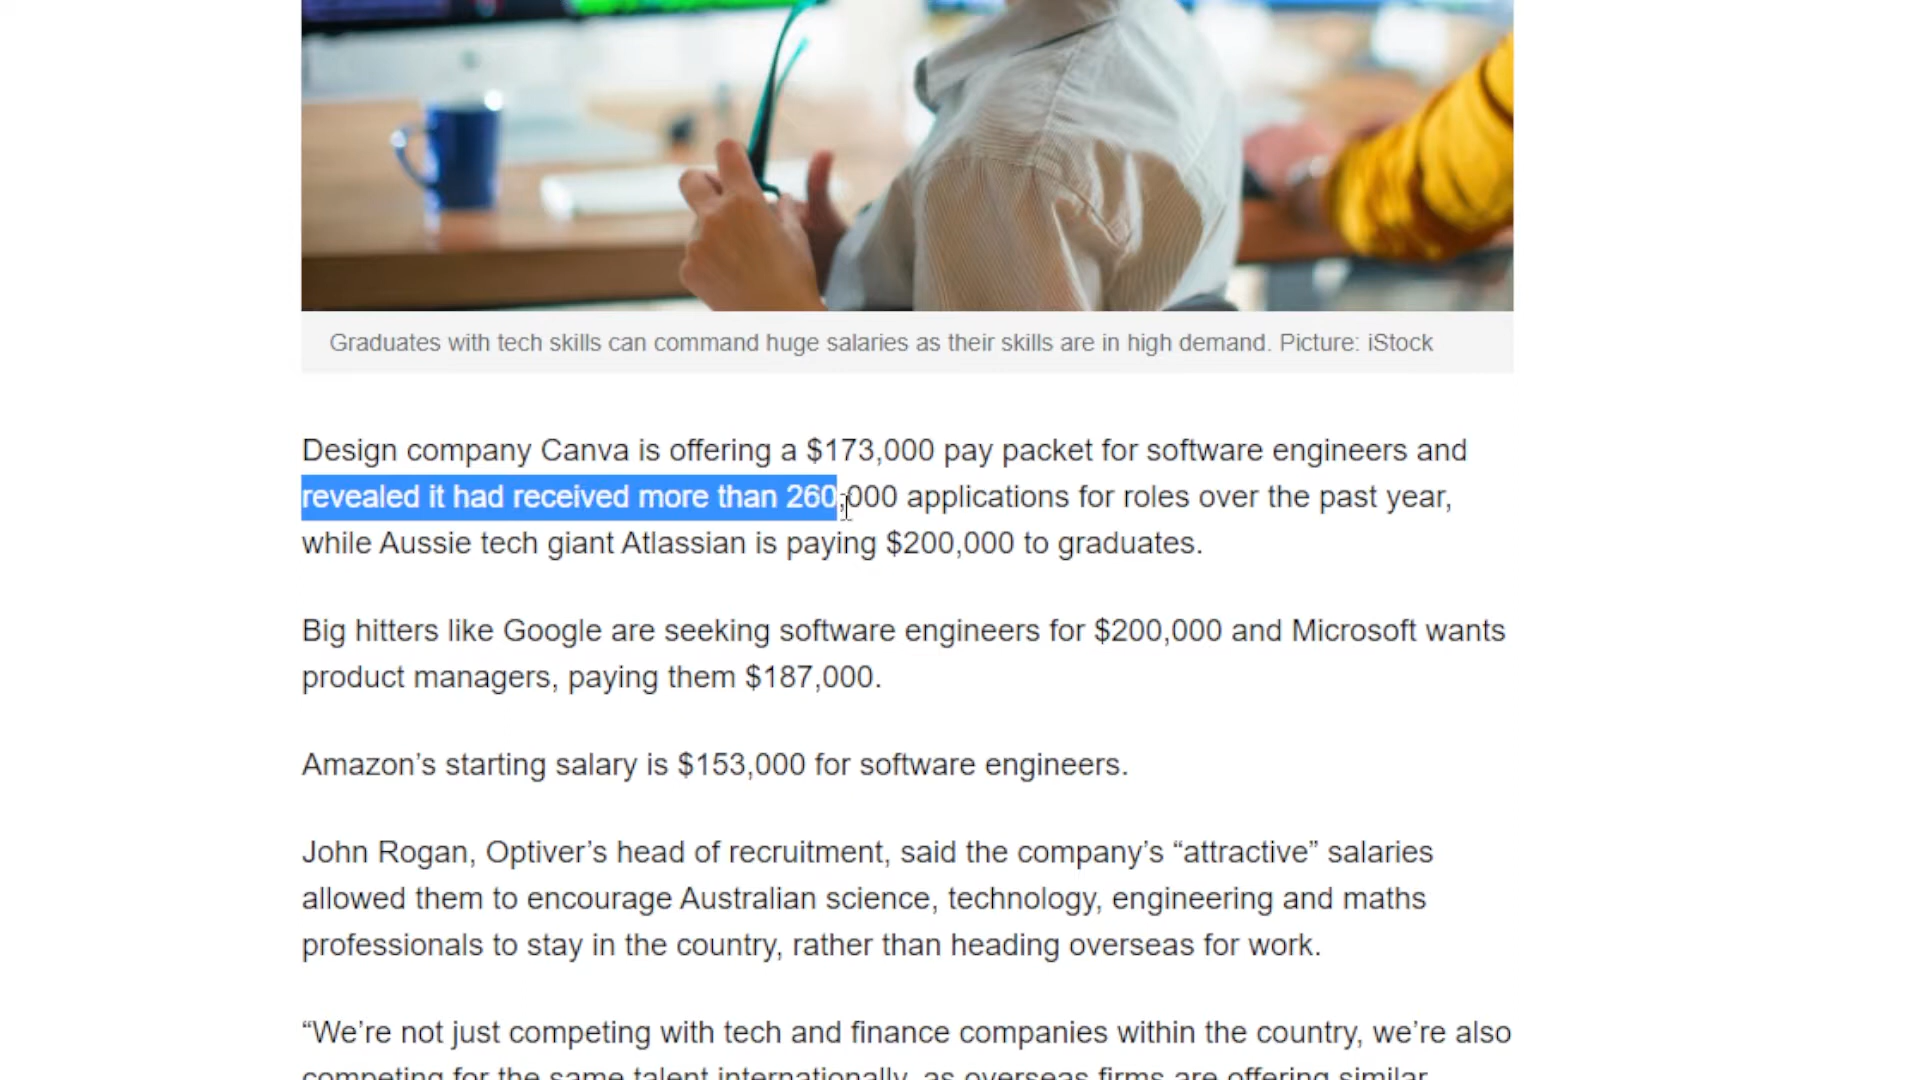 Graduates with tech skills can command huge salaries as their skills are in high demand. Picture: iStock
Design company Canva is offering a $173,000 pay packet for software engineers and
revealed it had received more than 260,000 applications for roles over the past year,
while Aussie tech giant Atlassian is paying $200,000 to graduates.
Big hitters like Google are seeking software engineers for $200,000 and Microsoft wants
product managers, paying them $187,000.
Amazon’s starting salary is $153,000 for software engineers.
John Rogan, Optiver’s head of recruitment, said the company’s “attractive” salaries
allowed them to encourage Australian science, technology, engineering and maths
professionals to stay in the country, rather than heading overseas for work.
“We’re not just competing with tech and finance companies within the country, we’re also
competing for the same talent internationally, as overseas firms are offering similar